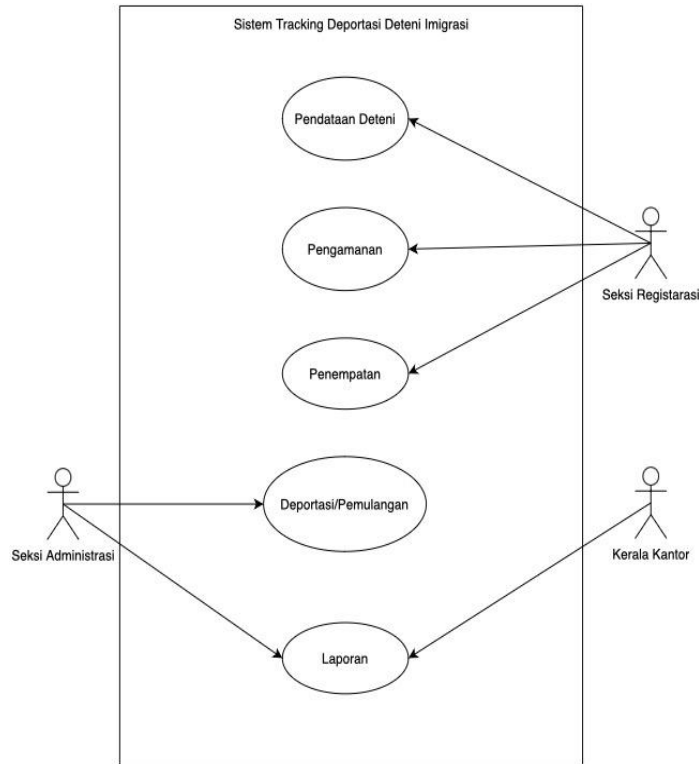 Sistem Tracking Deportasi Deteni Imigrasi
Pendataan Deteni
Pengamanan
Seksi Registarasi
Penempatan
Deportasi/Pemulangan
Seksi Administrasi
Kerala Kantor
Laporan